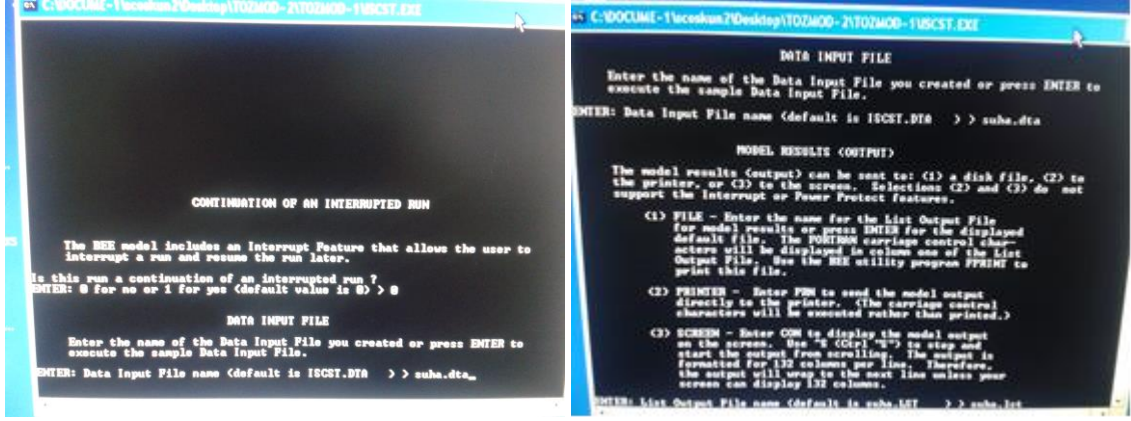 C:\DOCUME~1\ucoskun2\Desktop\TOZMOD~2\TOZMOD~1\ISCST.EXE
CONTINUATION OF AN INTERRUPTED RUN
The BEE model includes an Interrupt Feature that allows the user to
interrupt a run and resume the run later.
Is this run a continuation of an interrupted run ?
ENTER: 0 for no or 1 for yes (default value is 0) > 0
DATA INPUT FILE
Enter the name of the Data Input File you created or press ENTER to
execute the sample Data Input File.
ENTER: Data Input File name (default is ISCST.DTA    ) > suha.dta_
C:\DOCUME~1\ucoskun2\Desktop\TOZMOD~2\TOZMOD~1\ISCST.EXE
DATA INPUT FILE
Enter the name of the Data Input File you created or press ENTER to
execute the sample Data Input File.
ENTER: Data Input File name (default is ISCST.DTA    ) > suha.dta
MODEL RESULTS (OUTPUT)
The model results (output) can be sent to: (1) a disk file, (2) to
the printer, or (3) to the screen. Selections (2) and (3) do not
support the Interrupt or Power Protect features.
(1) FILE - Enter the name for the List Output File
for model results or press ENTER for the displayed
default file. The FORTRAN carriage control char-
acters will be displayed in column one of the List
Output File. Use the BEE utility program FPRINT to
print this file.
(2) PRINTER - Enter PRN to send the model output
directly to the printer. (The carriage control
characters will be executed rather than printed.)
(3) SCREEN - Enter CON to display the model output
on the screen. Use ^S (Ctrl "S") to stop and
start the output from scrolling. The output is
formatted for 132 columns per line. Therefore,
the output will wrap to the next line unless your
screen can display 132 columns.
ENTER: List Output File name (default is suha.LST    ) > suha.lst